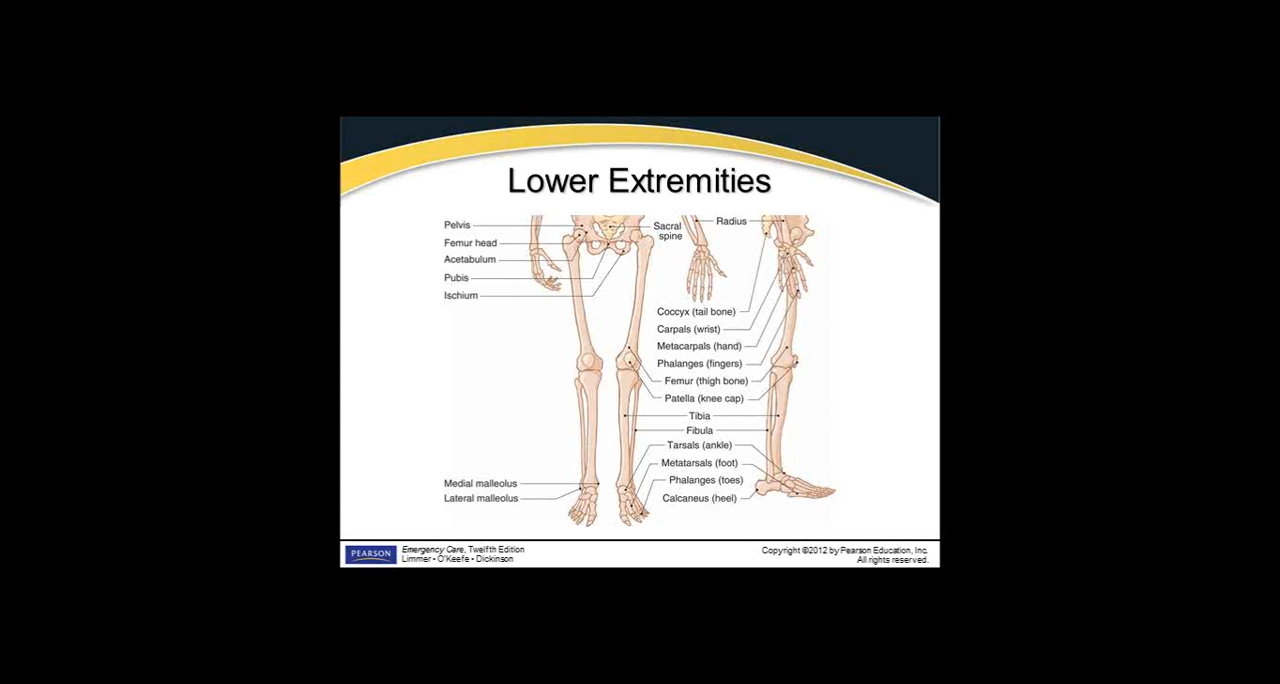 Lower Extremities
Pelvis
Femur head
Acetabulum
Pubis
Ischium
Sacral
spine
Radius
Coccyx (tail bone)
Carpals (wrist)
Metacarpals (hand)
Phalanges (fingers)
Femur (thigh bone)
Patella (knee cap)
Tibia
Fibula
Tarsals (ankle)
Metatarsals (foot)
Phalanges (toes)
Calcaneus (heel)
Medial malleolus
Lateral malleolus
PEARSON
Emergency Care, Twelfth Edition
Limmer • O'Keefe • Dickinson
Copyright ©2012 by Pearson Education, Inc.
All rights reserved.